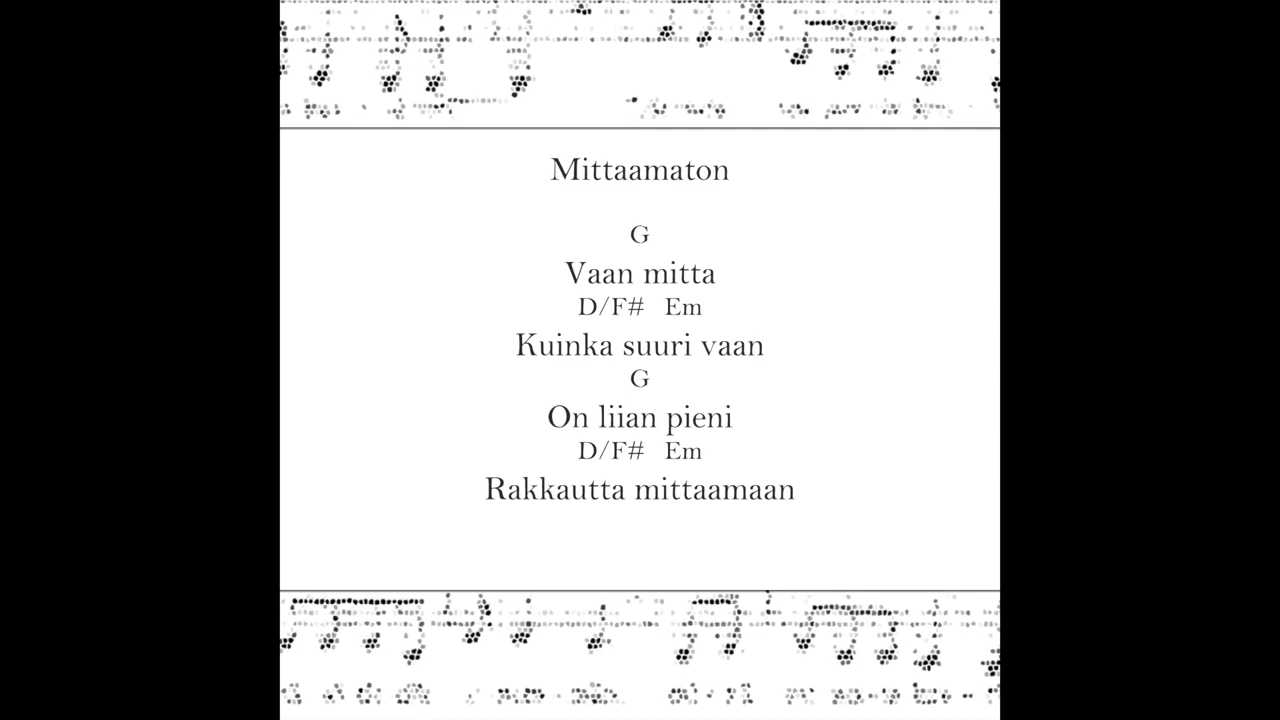 Mittaamaton
G
Vaan mitta
D/F# Em
Kuinka suuri vaan
G
On liian pieni
D/F# Em
Rakkautta mittaamaan